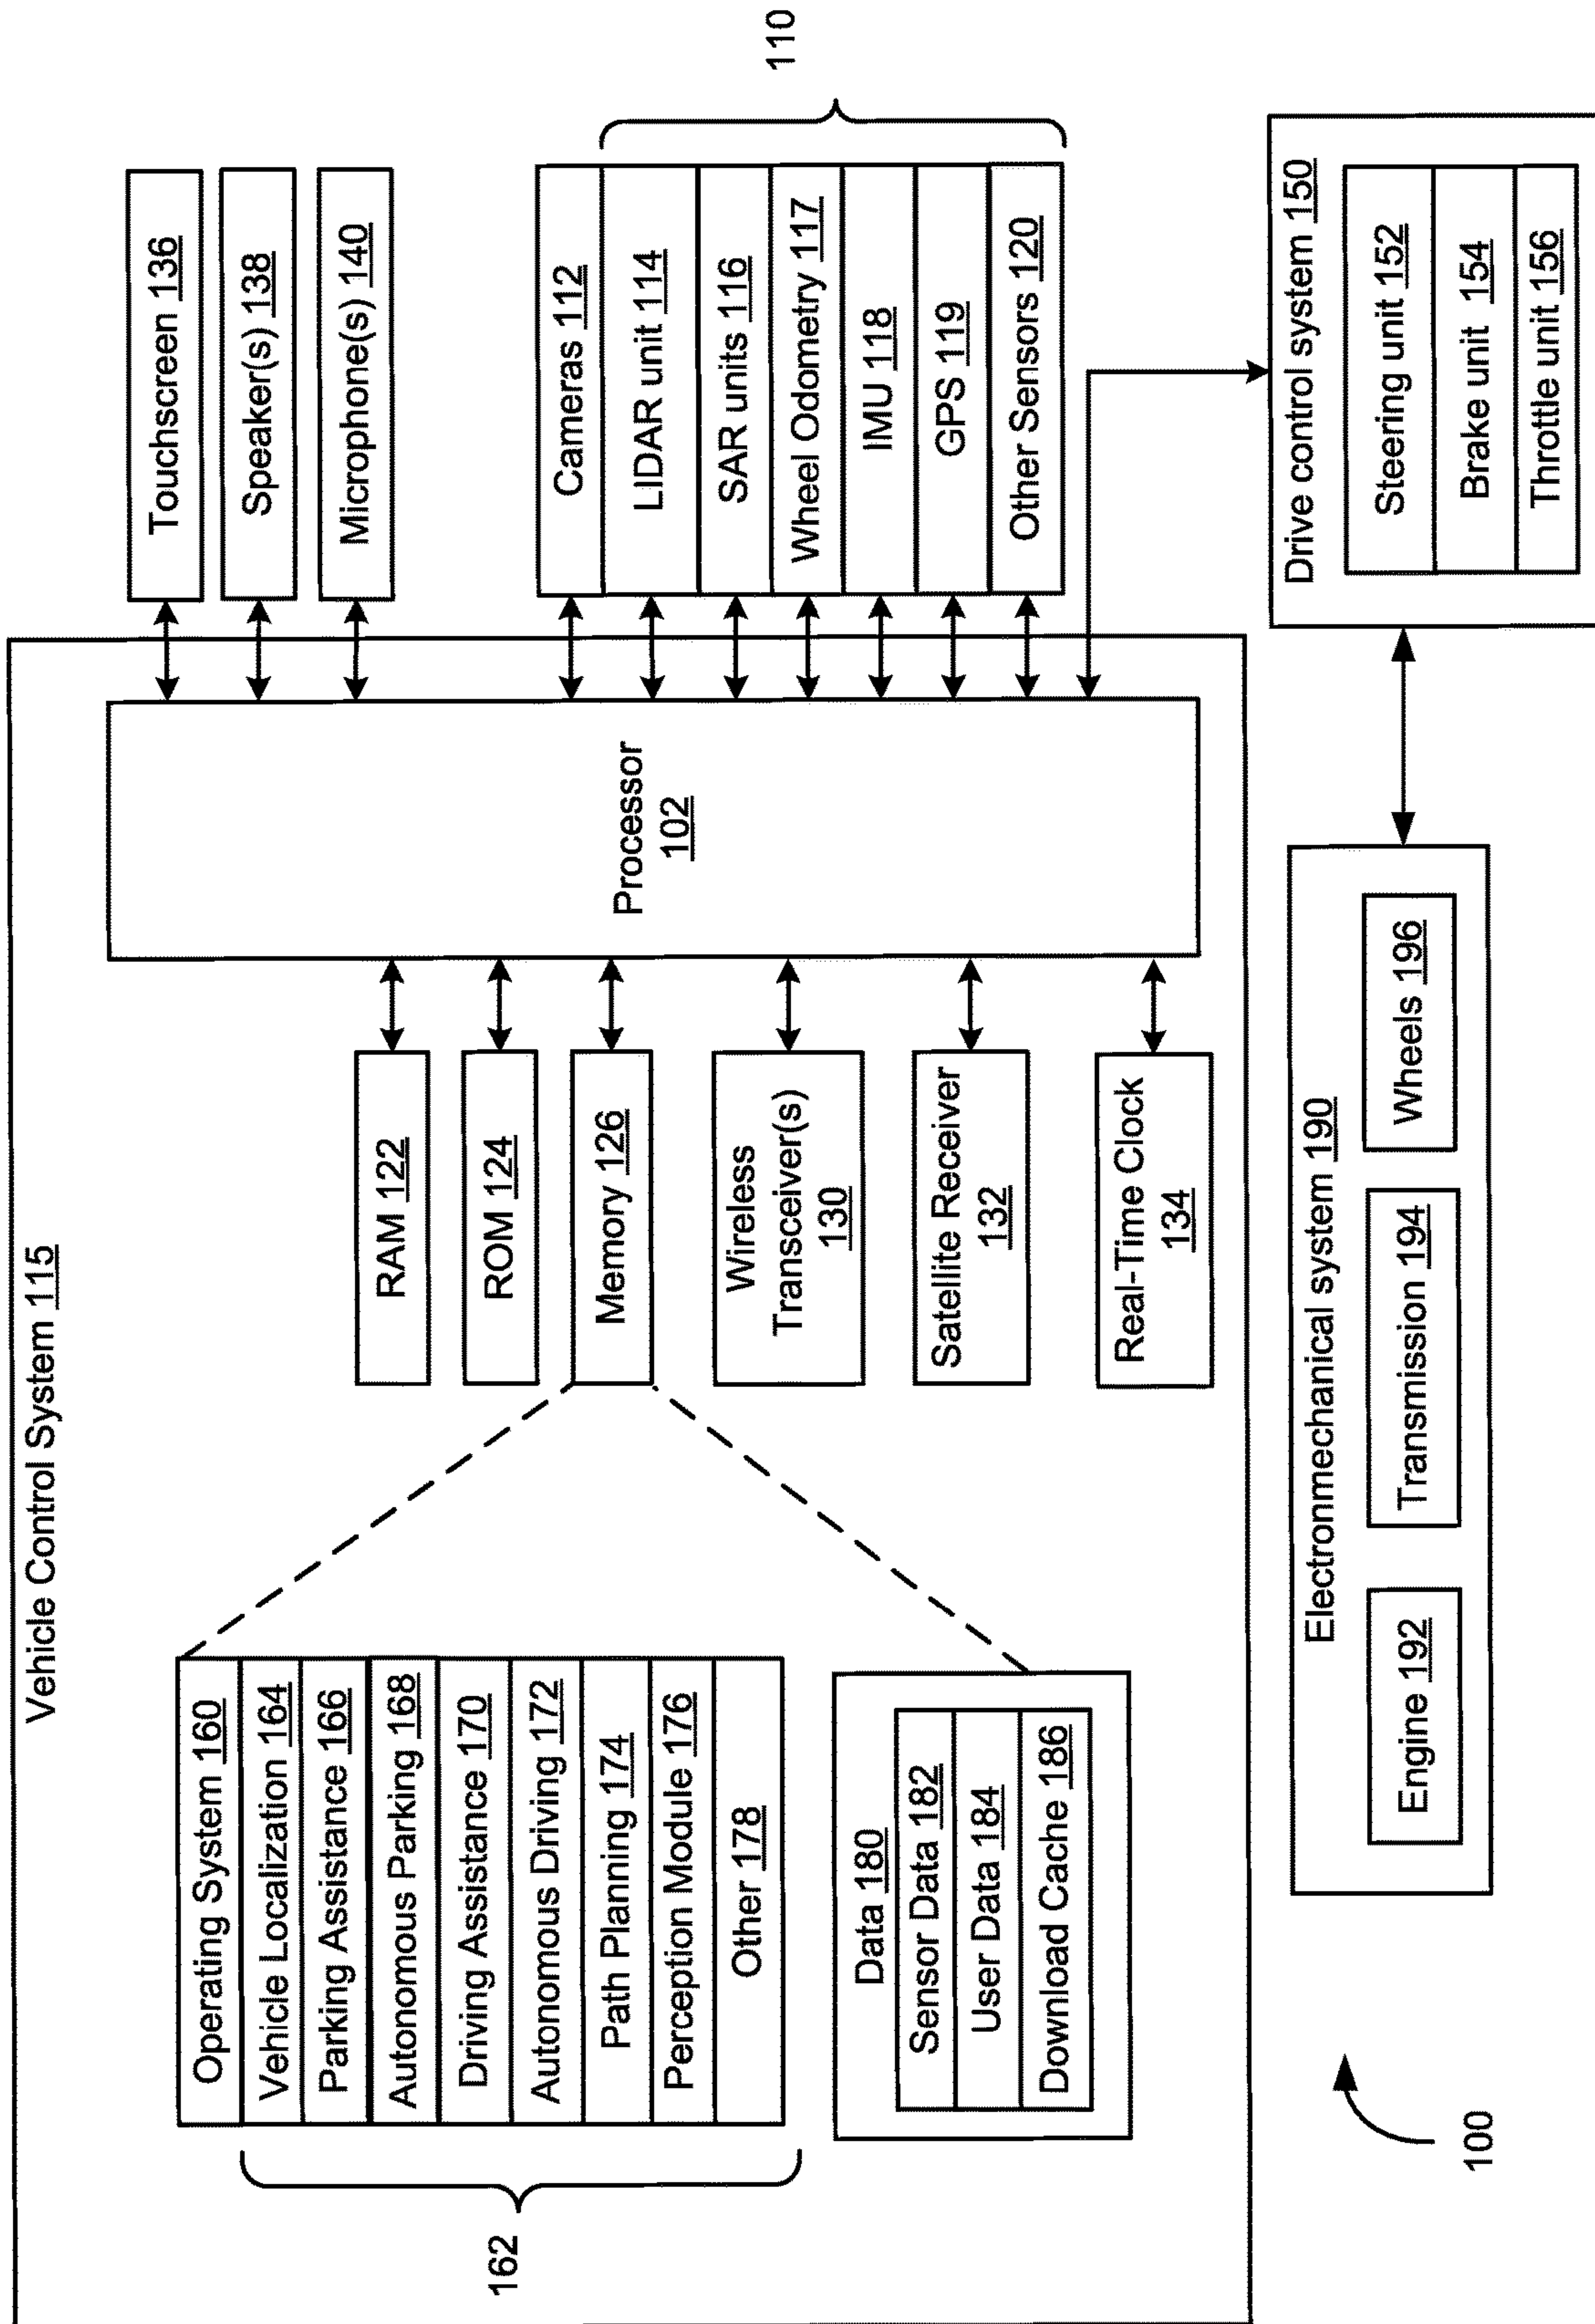 Vehicle Control System 115
Operating System 160
Vehicle Localization 164
Parking Assistance 166
Autonomous Parking 168
Driving Assistance 170
Autonomous Driving 172
Path Planning 174
Perception Module 176
Other 178
162
Data 180
Sensor Data 182
User Data 184
Download Cache 186
RAM 122
ROM 124
Memory 126
Wireless
Transceiver(s)
130
Satellite Receiver
132
Real-Time Clock
134
Processor
102
Touchscreen 136
Speaker(s) 138
Microphone(s) 140
Cameras 112
LIDAR unit 114
SAR units 116
Wheel Odometry 117
IMU 118
GPS 119
Other Sensors 120
110
Drive control system 150
Steering unit 152
Brake unit 154
Throttle unit 156
Electronmechanical system 190
Engine 192
Transmission 194
Wheels 196
100